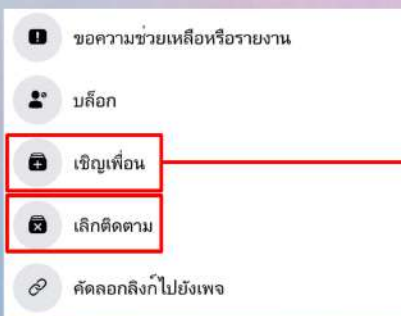 ขอความช่วยเหลือหรือรายงาน
บล็อก
เชิญเพื่อน
เลิกติดตาม
คัดลอกลิงก์ไปยังเพจ